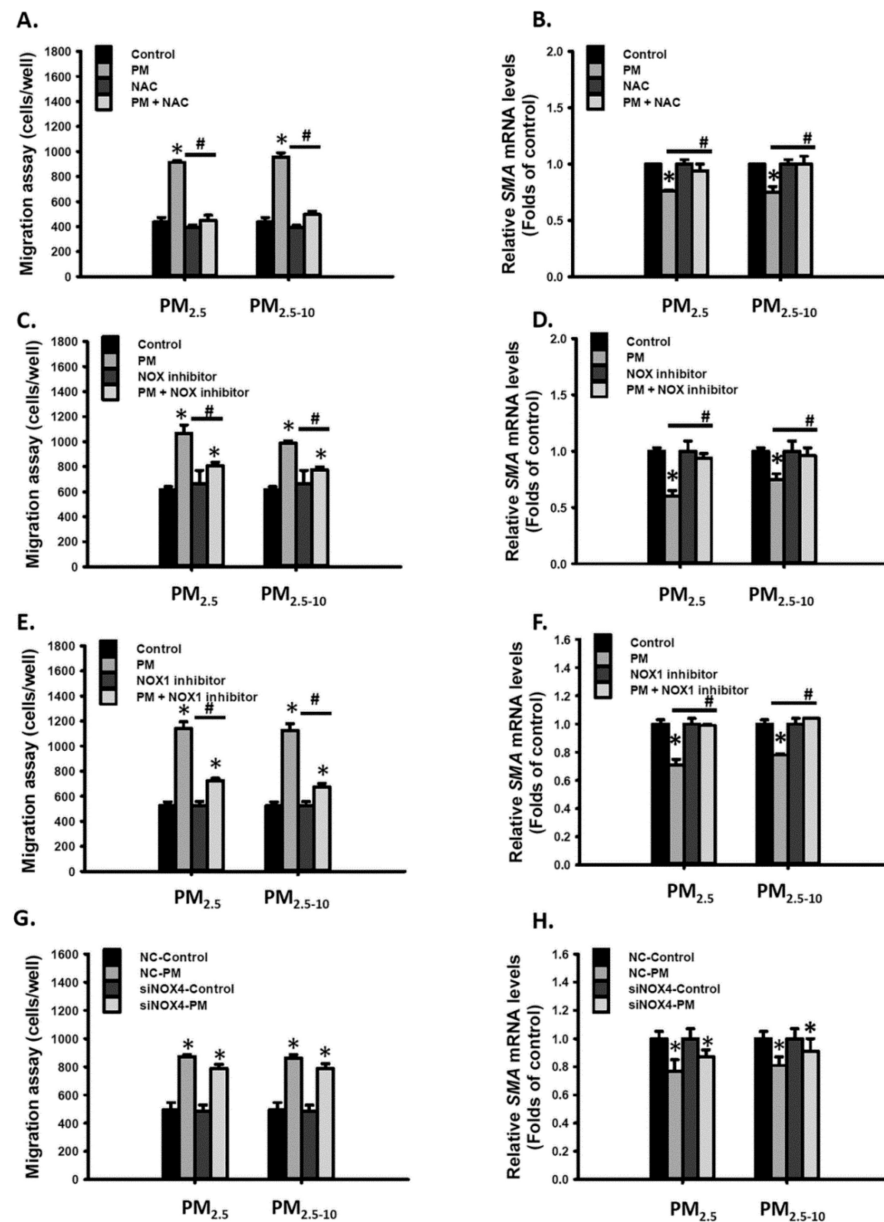 A.
Migration assay (cells/well)
1800
1600
1400
1200
1000
800
600
400
200
0
Control
PM
NAC
PM + NAC
* # * #
PM2.5 PM2.5-10
B.
Relative SMA mRNA levels
(Folds of control)
2.0
1.5
1.0
0.5
0.0
Control
PM
NAC
PM + NAC
* # * #
PM2.5 PM2.5-10
C.
Migration assay (cells/well)
1800
1600
1400
1200
1000
800
600
400
200
0
Control
PM
NOX inhibitor
PM + NOX inhibitor
* # * * # *
PM2.5 PM2.5-10
D.
Relative SMA mRNA levels
(Folds of control)
2.0
1.5
1.0
0.5
0.0
Control
PM
NOX inhibitor
PM + NOX inhibitor
* # * #
PM2.5 PM2.5-10
E.
Migration assay (cells/well)
1800
1600
1400
1200
1000
800
600
400
200
0
Control
PM
NOX1 inhibitor
PM + NOX1 inhibitor
* # * * # *
PM2.5 PM2.5-10
F.
Relative SMA mRNA levels
(Folds of control)
1.6
1.4
1.2
1.0
0.8
0.6
0.4
0.2
0.0
Control
PM
NOX1 inhibitor
PM + NOX1 inhibitor
* # * #
PM2.5 PM2.5-10
G.
Migration assay (cells/well)
1600
1400
1200
1000
800
600
400
200
0
NC-Control
NC-PM
siNOX4-Control
siNOX4-PM
* * * *
PM2.5 PM2.5-10
H.
Relative SMA mRNA levels
(Folds of control)
1.6
1.4
1.2
1.0
0.8
0.6
0.4
0.2
0.0
NC-Control
NC-PM
siNOX4-Control
siNOX4-PM
* * * *
PM2.5 PM2.5-10